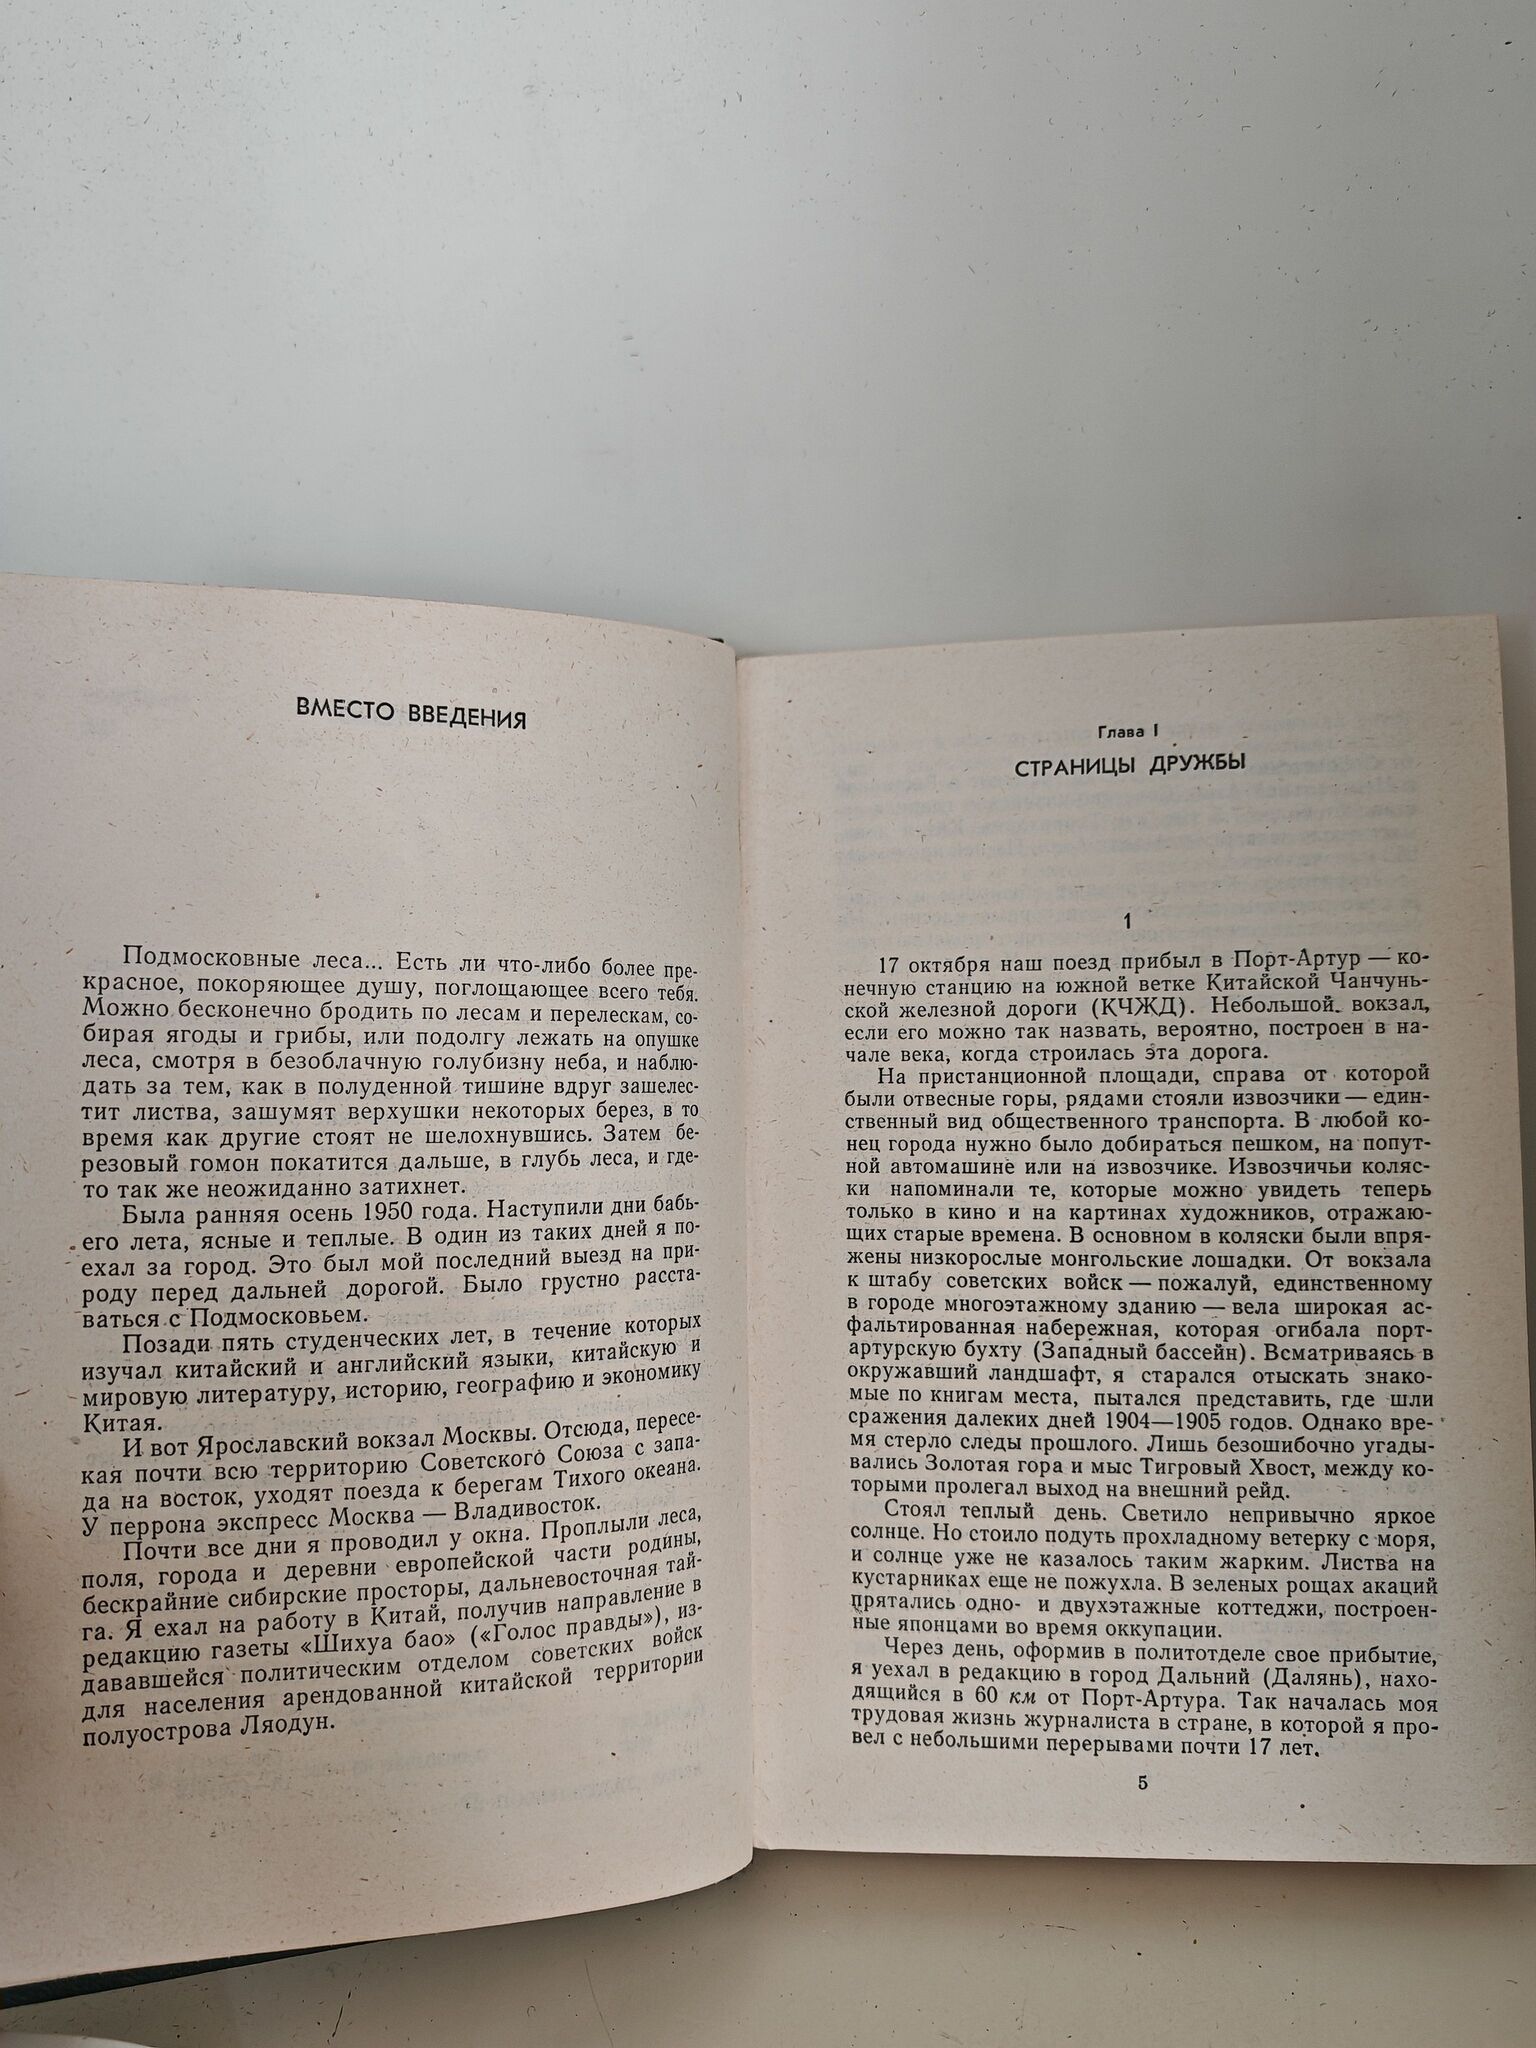 ВМЕСТО ВВЕДЕНИЯ
Подмосковные леса... Есть ли что-либо более пре-
красное, покоряющее душу, поглощающее всего тебя.
Можно бесконечно бродить по лесам и перелескам, со-
бирая ягоды и грибы, или подолгу лежать на опушке
леса, смотря в безоблачную голубизну неба, и наблю-
дать за тем, как в полуденной тишине вдруг зашелес-
тит листва, зашумят верхушки некоторых берез, в то
время как другие стоят не шелохнувшись. Затем бе-
резовый гомон покатится дальше, в глубь леса, и где-
то так же неожиданно затихнет.
Была ранняя осень 1950 года. Наступили дни бабь-
его лета, ясные и теплые. В один из таких дней я по-
ехал за город. Это был мой последний выезд на при-
роду перед дальней дорогой. Было грустно расста-
ваться с Подмосковьем.
Позади пять студенческих лет, в течение которых
изучал китайский и английский языки, китайскую и
мировую литературу, историю, географию и экономику
Китая.
И вот Ярославский вокзал Москвы. Отсюда, пересе-
кая почти всю территорию Советского Союза с запа-
да на восток, уходят поезда к берегам Тихого океана.
У перрона экспресс Москва — Владивосток.
Почти все дни я проводил у окна. Проплыли леса,
поля, города и деревни европейской части родины,
бескрайние сибирские просторы, дальневосточная тай-
га. Я ехал на работу в Китай, получив направление в
редакцию газеты «Шихуа бао» («Голос правды»), из-
дававшейся политическим отделом советских войск
для населения арендованной китайской территории
полуострова Ляодун.
Глава I
СТРАНИЦЫ ДРУЖБЫ
1
17 октября наш поезд прибыл в Порт-Артур — ко-
нечную станцию на южной ветке Китайской Чанчунь-
ской железной дороги (КЧЖД). Небольшой вокзал,
если его можно так назвать, вероятно, построен в на-
чале века, когда строилась эта дорога.
На пристанционной площади, справа от которой
были отвесные горы, рядами стояли извозчики — един-
ственный вид общественного транспорта. В любой ко-
нец города нужно было добираться пешком, на попут-
ной автомашине или на извозчике. Извозчичьи коляс-
ки напоминали те, которые можно увидеть теперь
только в кино и на картинах художников, отражаю-
щих старые времена. В основном в коляски были впря-
жены низкорослые монгольские лошадки. От вокзала
к штабу советских войск — пожалуй, единственному
в городе многоэтажному зданию — вела широкая ас-
фальтированная набережная, которая огибала порт-
артурскую бухту (Западный бассейн). Всматриваясь в
окружавший ландшафт, я старался отыскать знако-
мые по книгам места, пытался представить, где шли
сражения далеких дней 1904—1905 годов. Однако вре-
мя стерло следы прошлого. Лишь безошибочно угады-
вались Золотая гора и мыс Тигровый Хвост, между ко-
торыми пролегал выход на внешний рейд.
Стоял теплый день. Светило непривычно яркое
солнце. Но стоило подуть прохладному ветерку с моря,
и солнце уже не казалось таким жарким. Листва на
кустарниках еще не пожухла. В зеленых рощах акаций
прятались одно- и двухэтажные коттеджи, построен-
ные японцами во время оккупации.
Через день, оформив в политотделе свое прибытие,
я уехал в редакцию в город Дальний (Далянь), нахо-
дящийся в 60 км от Порт-Артура. Так началась моя
трудовая жизнь журналиста в стране, в которой я про-
вел с небольшими перерывами почти 17 лет.
5